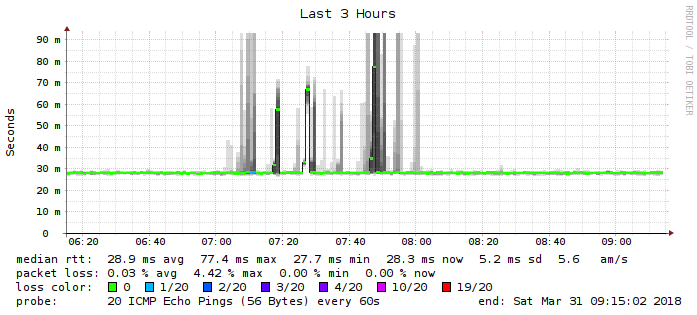 Last 3 Hours
RRDTOOL / TOBI OETIKER
Seconds
90 m
80 m
70 m
60 m
50 m
40 m
30 m
20 m
10 m
0
06:20 06:40 07:00 07:20 07:40 08:00 08:20 08:40 09:00
median rtt: 28.9 ms avg 77.4 ms max 27.7 ms min 28.3 ms now 5.2 ms sd 5.6 am/s
packet loss: 0.03 % avg 4.42 % max 0.00 % min 0.00 % now
loss color: 0 1/20 2/20 3/20 4/20 10/20 19/20
probe: 20 ICMP Echo Pings (56 Bytes) every 60s end: Sat Mar 31 09:15:02 2018